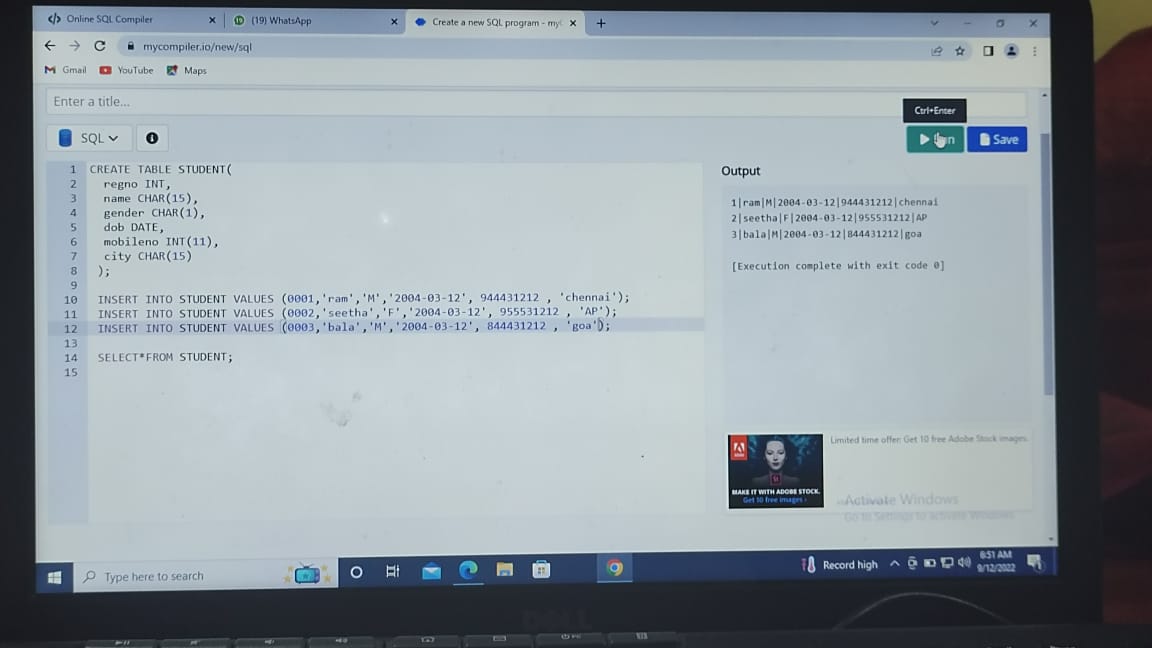 Online SQL Compiler
(19) WhatsApp
Create a new SQL program - my
mycompiler.io/new/sql
Gmail YouTube Maps
Enter a title...
Ctrl+Enter
SQL
Save
1 CREATE TABLE STUDENT(
2 regno INT,
3 name CHAR(15),
4 gender CHAR(1),
5 dob DATE,
6 mobileno INT(11),
7 city CHAR(15)
8 );
9
10 INSERT INTO STUDENT VALUES (0001,'ram','M','2004-03-12', 944431212 , 'chennai');
11 INSERT INTO STUDENT VALUES (0002,'seetha','F','2004-03-12', 955531212 , 'AP');
12 INSERT INTO STUDENT VALUES (0003,'bala','M','2004-03-12', 844431212 , 'goa');
13
14 SELECT*FROM STUDENT;
15
Output
1|ram|M|2004-03-12|944431212|chennai
2|seetha|F|2004-03-12|955531212|AP
3|bala|M|2004-03-12|844431212|goa
[Execution complete with exit code 0]
Limited time offer: Get 10 free Adobe Stock images.
MAKE IT WITH ADOBE STOCK.
Get 10 free images ›
Activate Windows
Go to Settings to activate Windows.
Type here to search
Record high
8:51 AM
9/12/2022
DELL